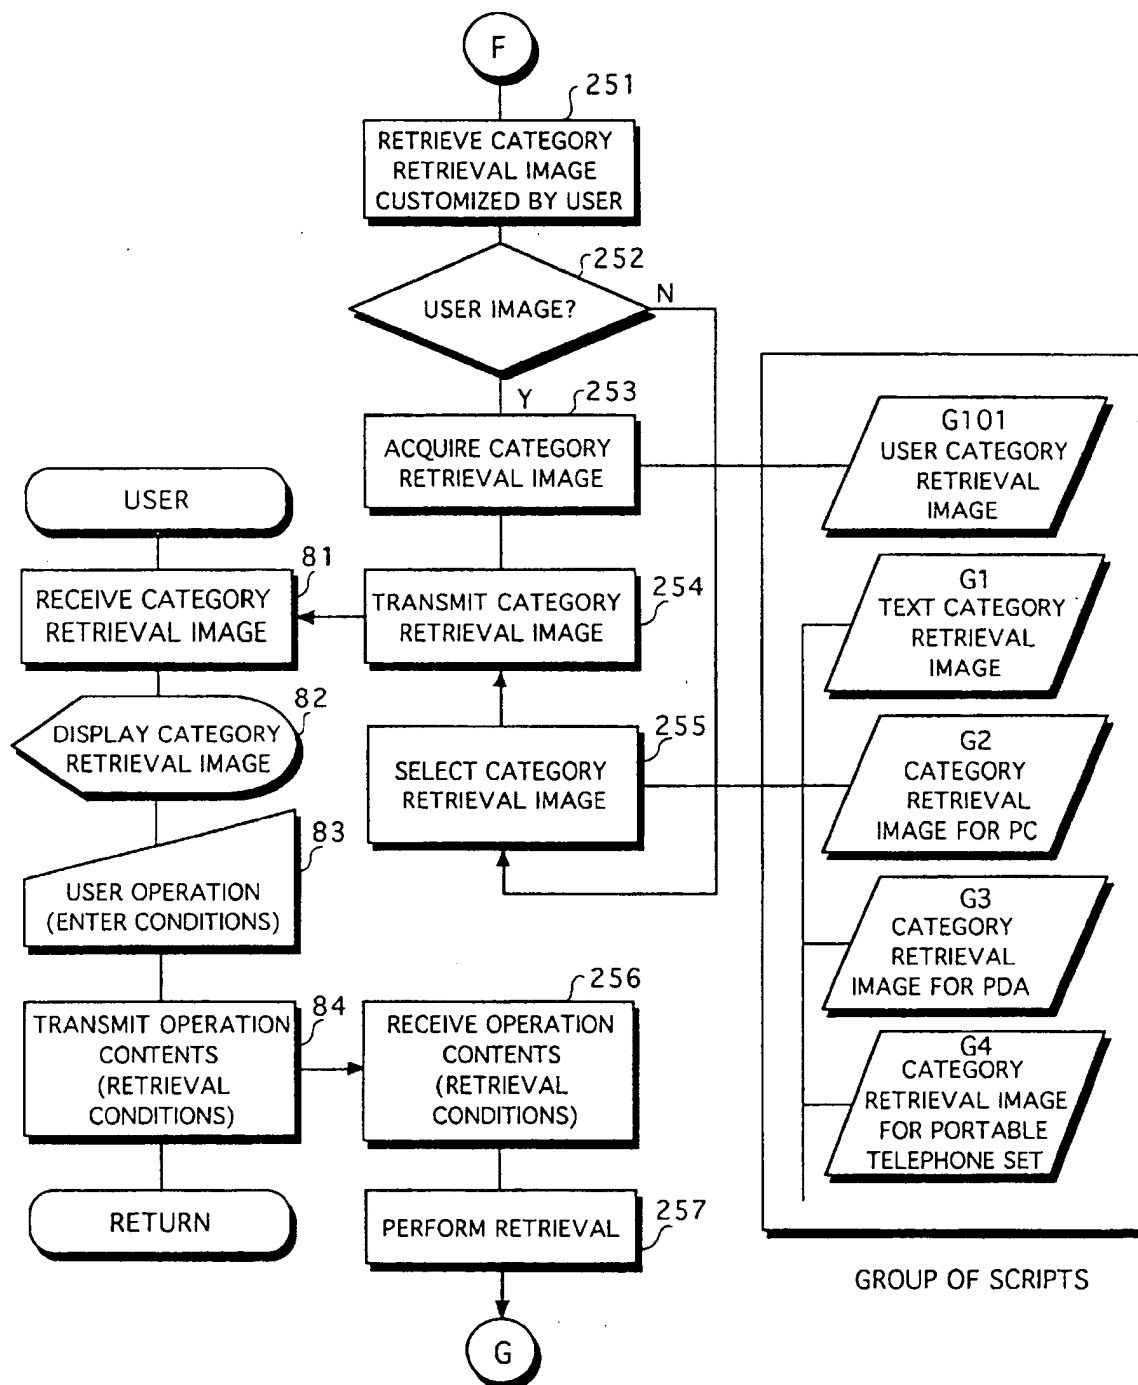 F
251
RETRIEVE CATEGORY
RETRIEVAL IMAGE
CUSTOMIZED BY USER
252
USER IMAGE?
N
Y
253
ACQUIRE CATEGORY
RETRIEVAL IMAGE
G101
USER CATEGORY
RETRIEVAL
IMAGE
USER
81
RECEIVE CATEGORY
RETRIEVAL IMAGE
TRANSMIT CATEGORY
RETRIEVAL IMAGE
254
G1
TEXT CATEGORY
RETRIEVAL
IMAGE
82
DISPLAY CATEGORY
RETRIEVAL IMAGE
255
SELECT CATEGORY
RETRIEVAL IMAGE
G2
CATEGORY
RETRIEVAL
IMAGE FOR PC
83
USER OPERATION
(ENTER CONDITIONS)
G3
CATEGORY
RETRIEVAL
IMAGE FOR PDA
84
TRANSMIT OPERATION
CONTENTS
(RETRIEVAL
CONDITIONS)
256
RECEIVE OPERATION
CONTENTS
(RETRIEVAL
CONDITIONS)
G4
CATEGORY
RETRIEVAL IMAGE
FOR PORTABLE
TELEPHONE SET
RETURN
PERFORM RETRIEVAL
257
GROUP OF SCRIPTS
G